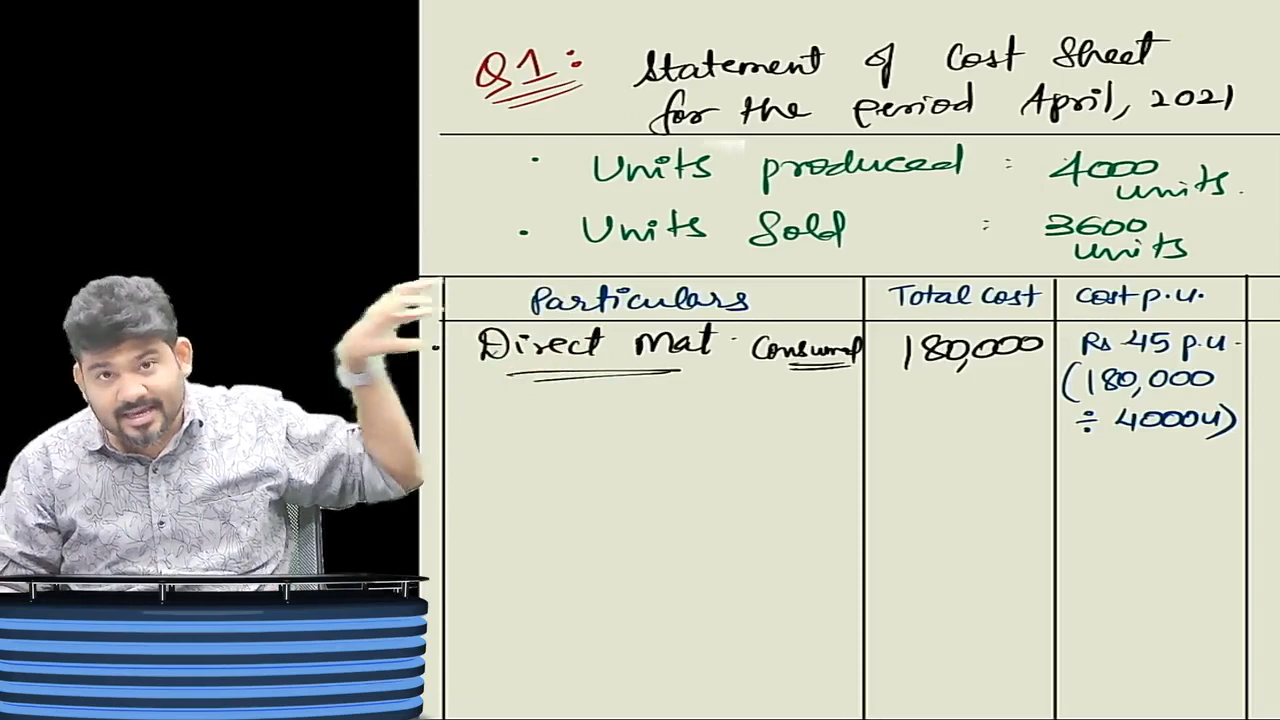 Q1: Statement of Cost Sheet
for the period April, 2021
• Units produced : 4000 units.
• Units Sold : 3600 units
Particulars Total Cost Cost p.u.
• Direct Mat. Consumed 180,000 Rs 45 p.u.
(180,000
÷ 4000u)